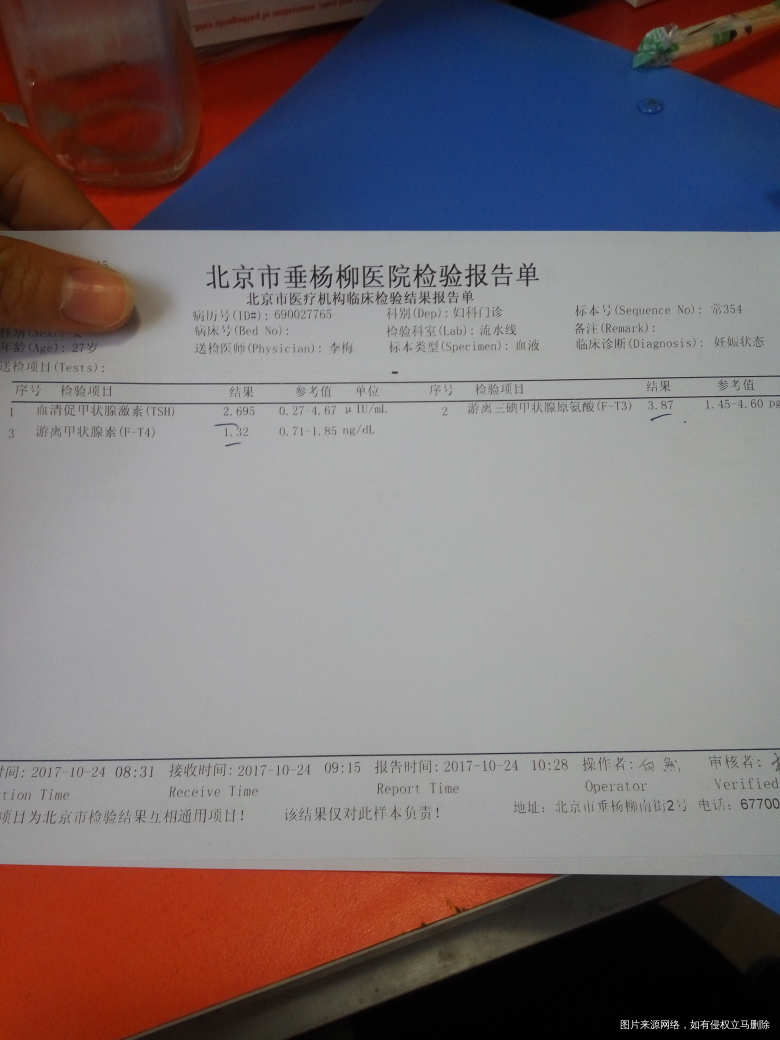 北京市垂杨柳医院检验报告单
北京市医疗机构临床检验结果报告单
病历号(ID#): 690027765 科别(Dep): 妇科门诊 标本号(Sequence No): 常354
病床号(Bed No): 检验科室(Lab): 流水线 备注(Remark):
年龄(Age): 27岁 送检医师(Physician): 李梅 标本类型(Specimen): 血液 临床诊断(Diagnosis): 妊娠状态
送检项目(Tests):
序号 检验项目 结果 参考值 单位 序号 检验项目 结果 参考值
1 血清促甲状腺激素(TSH) 2.695 0.27-4.67 μIU/mL 2 游离三碘甲状腺原氨酸(F-T3) 3.87 1.45-4.60 pg
3 游离甲状腺素(F-T4) 1.32 0.71-1.85 ng/dL
时间: 2017-10-24 08:31 接收时间: 2017-10-24 09:15 报告时间: 2017-10-24 10:28 操作者: 审核者:
tion Time Receive Time Report Time Operator Verified
项目为北京市检验结果互相通用项目! 该结果仅对此样本负责! 地址: 北京市垂杨柳南街2号 电话: 67700
图片来源网络，如有侵权立马删除